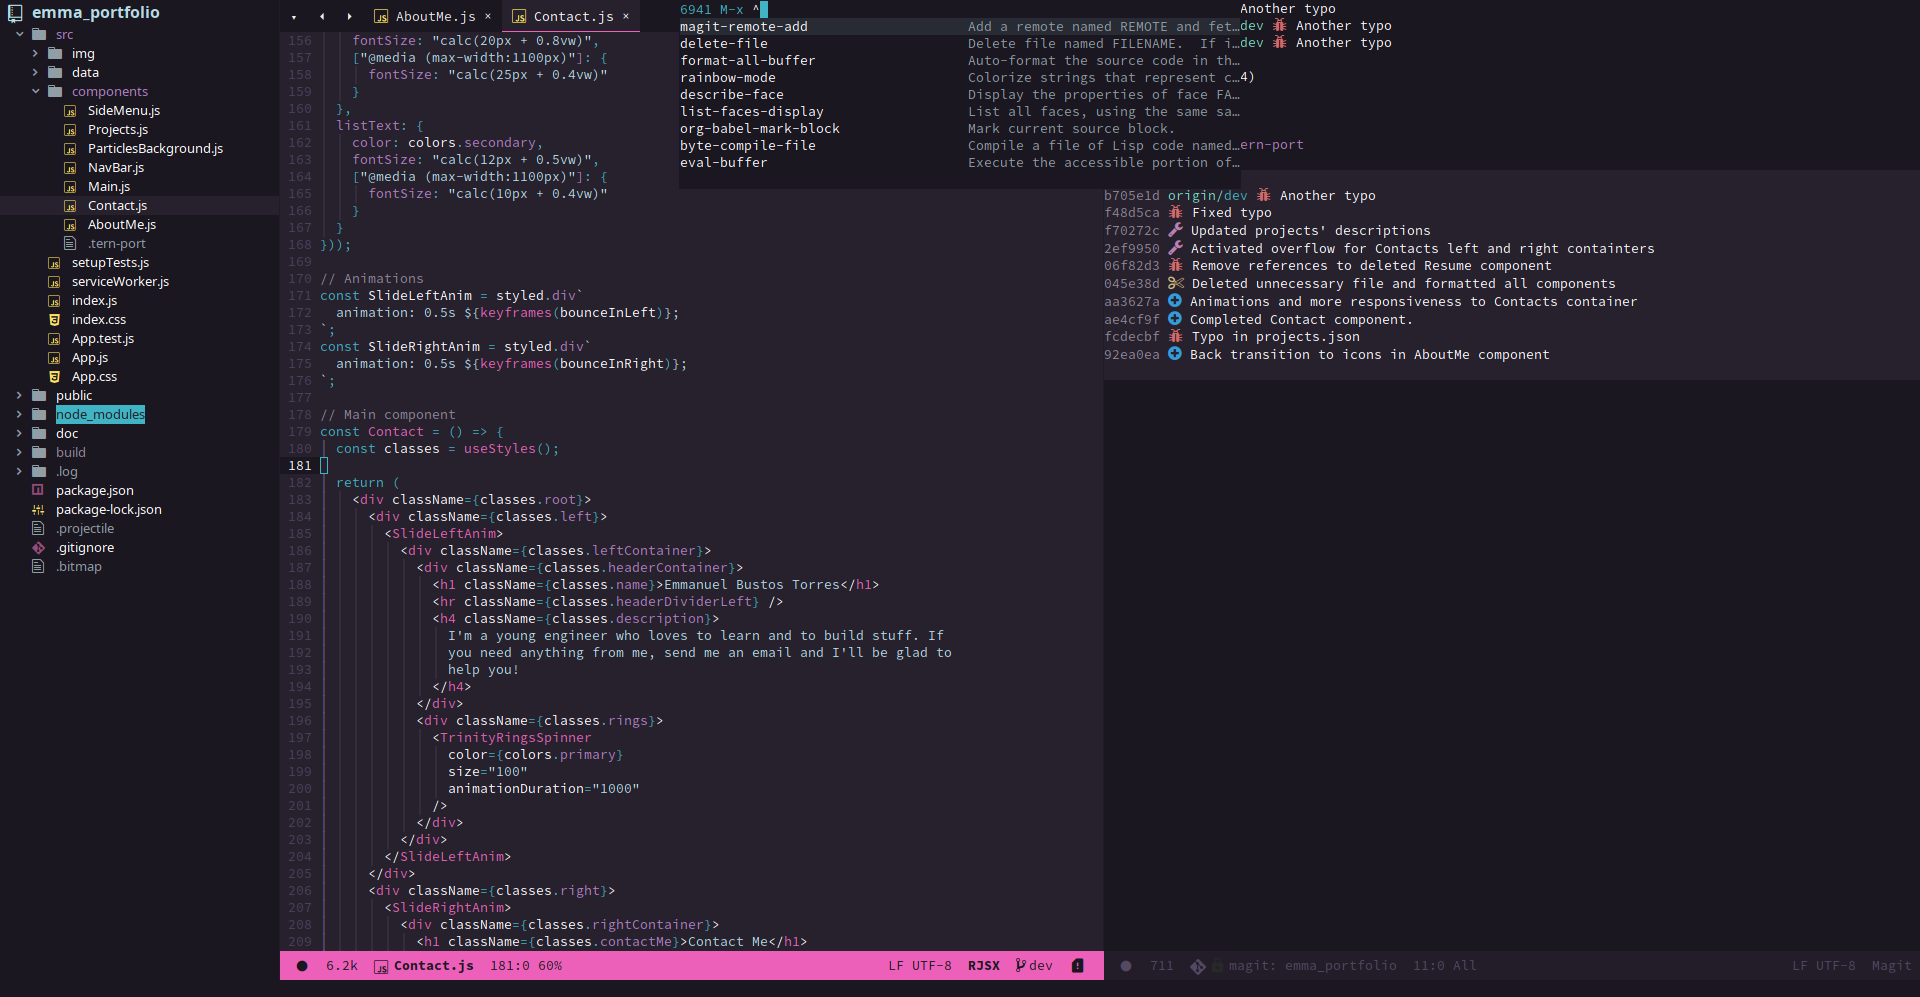 emma_portfolio
src
img
data
components
SideMenu.js
Projects.js
ParticlesBackground.js
NavBar.js
Main.js
Contact.js
AboutMe.js
.tern-port
setupTests.js
serviceWorker.js
index.js
index.css
App.test.js
App.js
App.css
public
node_modules
doc
build
.log
package.json
package-lock.json
.projectile
.gitignore
.bitmap
AboutMe.js ×
Contact.js ×
156 fontSize: "calc(20px + 0.8vw)",
157 ["@media (max-width:1100px)"]: {
158 fontSize: "calc(25px + 0.4vw)"
159 }
160 },
161 listText: {
162 color: colors.secondary,
163 fontSize: "calc(12px + 0.5vw)",
164 ["@media (max-width:1100px)"]: {
165 fontSize: "calc(10px + 0.4vw)"
166 }
167 }
168 }));
169
170 // Animations
171 const SlideLeftAnim = styled.div`
172 animation: 0.5s ${keyframes(bounceInLeft)};
173 `;
174 const SlideRightAnim = styled.div`
175 animation: 0.5s ${keyframes(bounceInRight)};
176 `;
177
178 // Main component
179 const Contact = () => {
180 const classes = useStyles();
181
182 return (
183 <div className={classes.root}>
184 <div className={classes.left}>
185 <SlideLeftAnim>
186 <div className={classes.leftContainer}>
187 <div className={classes.headerContainer}>
188 <h1 className={classes.name}>Emmanuel Bustos Torres</h1>
189 <hr className={classes.headerDividerLeft} />
190 <h4 className={classes.description}>
191 I'm a young engineer who loves to learn and to build stuff. If
192 you need anything from me, send me an email and I'll be glad to
193 help you!
194 </h4>
195 </div>
196 <div className={classes.rings}>
197 <TrinityRingsSpinner
198 color={colors.primary}
199 size="100"
200 animationDuration="1000"
201 />
202 </div>
203 </div>
204 </SlideLeftAnim>
205 </div>
206 <div className={classes.right}>
207 <SlideRightAnim>
208 <div className={classes.rightContainer}>
209 <h1 className={classes.contactMe}>Contact Me</h1>
6.2k Contact.js 181:0 60% LF UTF-8 RJSX dev
6941 M-x ^
magit-remote-add Add a remote named REMOTE and fet…
delete-file Delete file named FILENAME. If i…
format-all-buffer Auto-format the source code in th…
rainbow-mode Colorize strings that represent c…
describe-face Display the properties of face FA…
list-faces-display List all faces, using the same sa…
org-babel-mark-block Mark current source block.
byte-compile-file Compile a file of Lisp code named…
eval-buffer Execute the accessible portion of…
Another typo
dev Another typo
dev Another typo
4)
ern-port
b705e1d origin/dev Another typo
f48d5ca Fixed typo
f70272c Updated projects' descriptions
2ef9950 Activated overflow for Contacts left and right containters
06f82d3 Remove references to deleted Resume component
045e38d Deleted unnecessary file and formatted all components
aa3627a Animations and more responsiveness to Contacts container
ae4cf9f Completed Contact component.
fcdecbf Typo in projects.json
92ea0ea Back transition to icons in AboutMe component
711 magit: emma_portfolio 11:0 All LF UTF-8 Magit